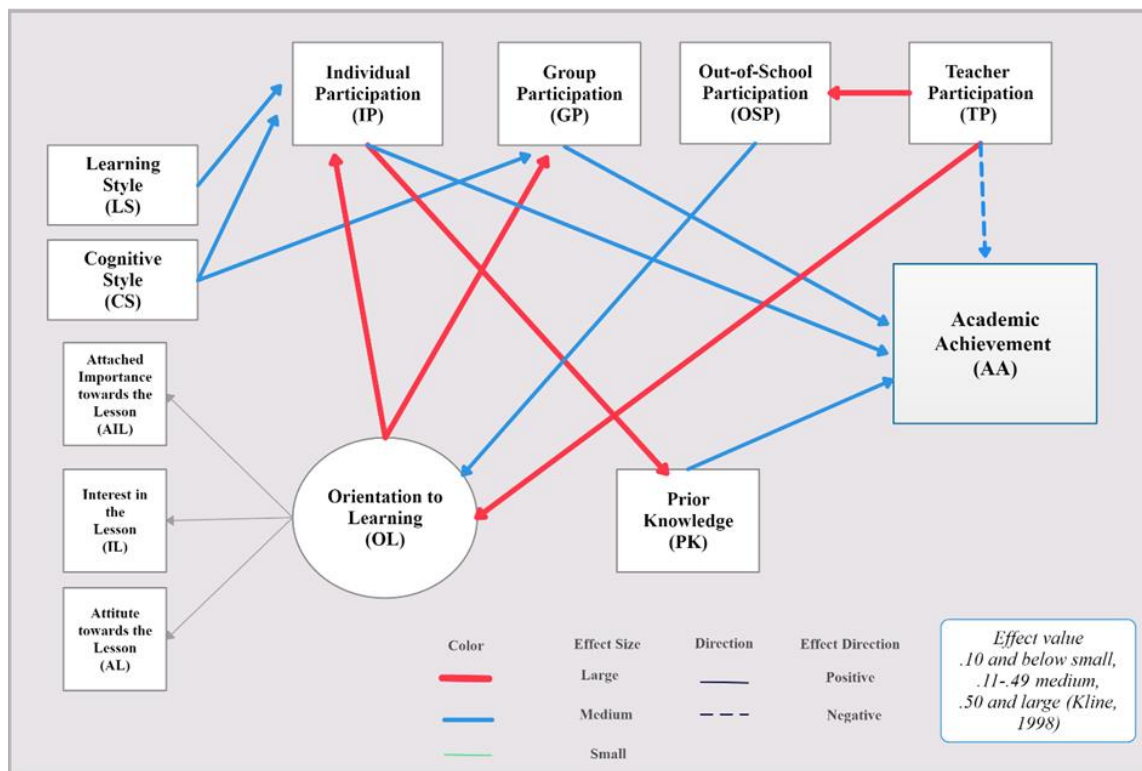 Individual
Participation
(IP)
Group
Participation
(GP)
Out-of-School
Participation
(OSP)
Teacher
Participation
(TP)
Learning
Style
(LS)
Cognitive
Style
(CS)
Academic
Achievement
(AA)
Attached
Importance
towards the
Lesson
(AIL)
Interest in
the
Lesson
(IL)
Attitute
towards the
Lesson
(AL)
Orientation to
Learning
(OL)
Prior
Knowledge
(PK)
Color Effect Size Direction Effect Direction
Large Positive
Medium Negative
Small
Effect value
.10 and below small,
.11-.49 medium,
.50 and large (Kline,
1998)